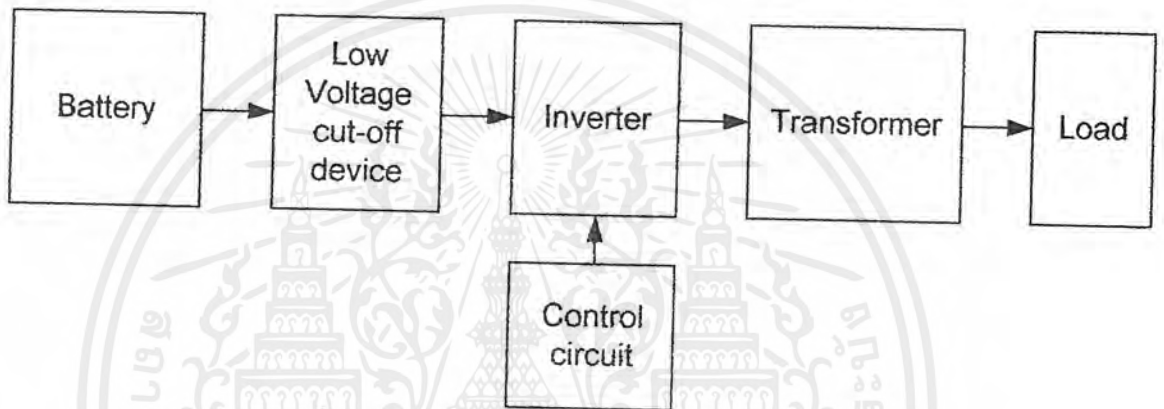 Battery
Low
Voltage
cut-off
device
Inverter
Transformer
Load
Control
circuit